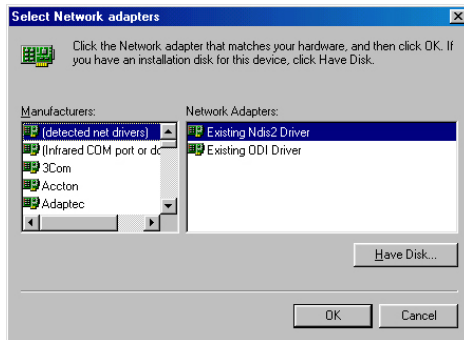 Select Network adapters
Click the Network adapter that matches your hardware, and then click OK. If
you have an installation disk for this device, click Have Disk.
Manufacturers:
(detected net drivers)
(Infrared COM port or dc
3Com
Accton
Adaptec
Network Adapters:
Existing Ndis2 Driver
Existing ODI Driver
Have Disk...
OK
Cancel